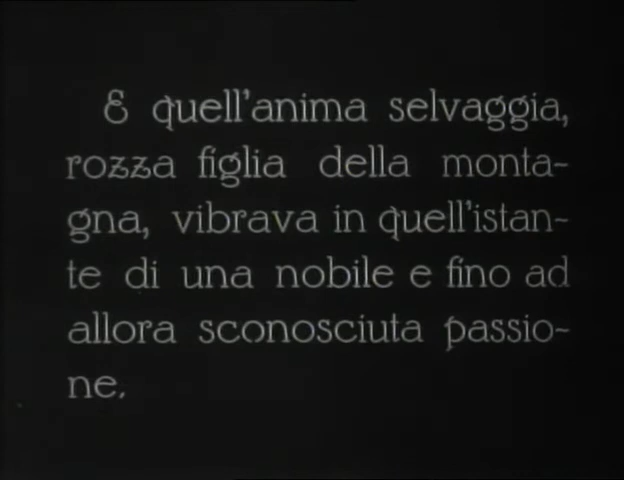 E quell'anima selvaggia,
rozza figlia della monta-
gna, vibrava in quell'istan-
te di una nobile e fino ad
allora sconosciuta passio-
ne.